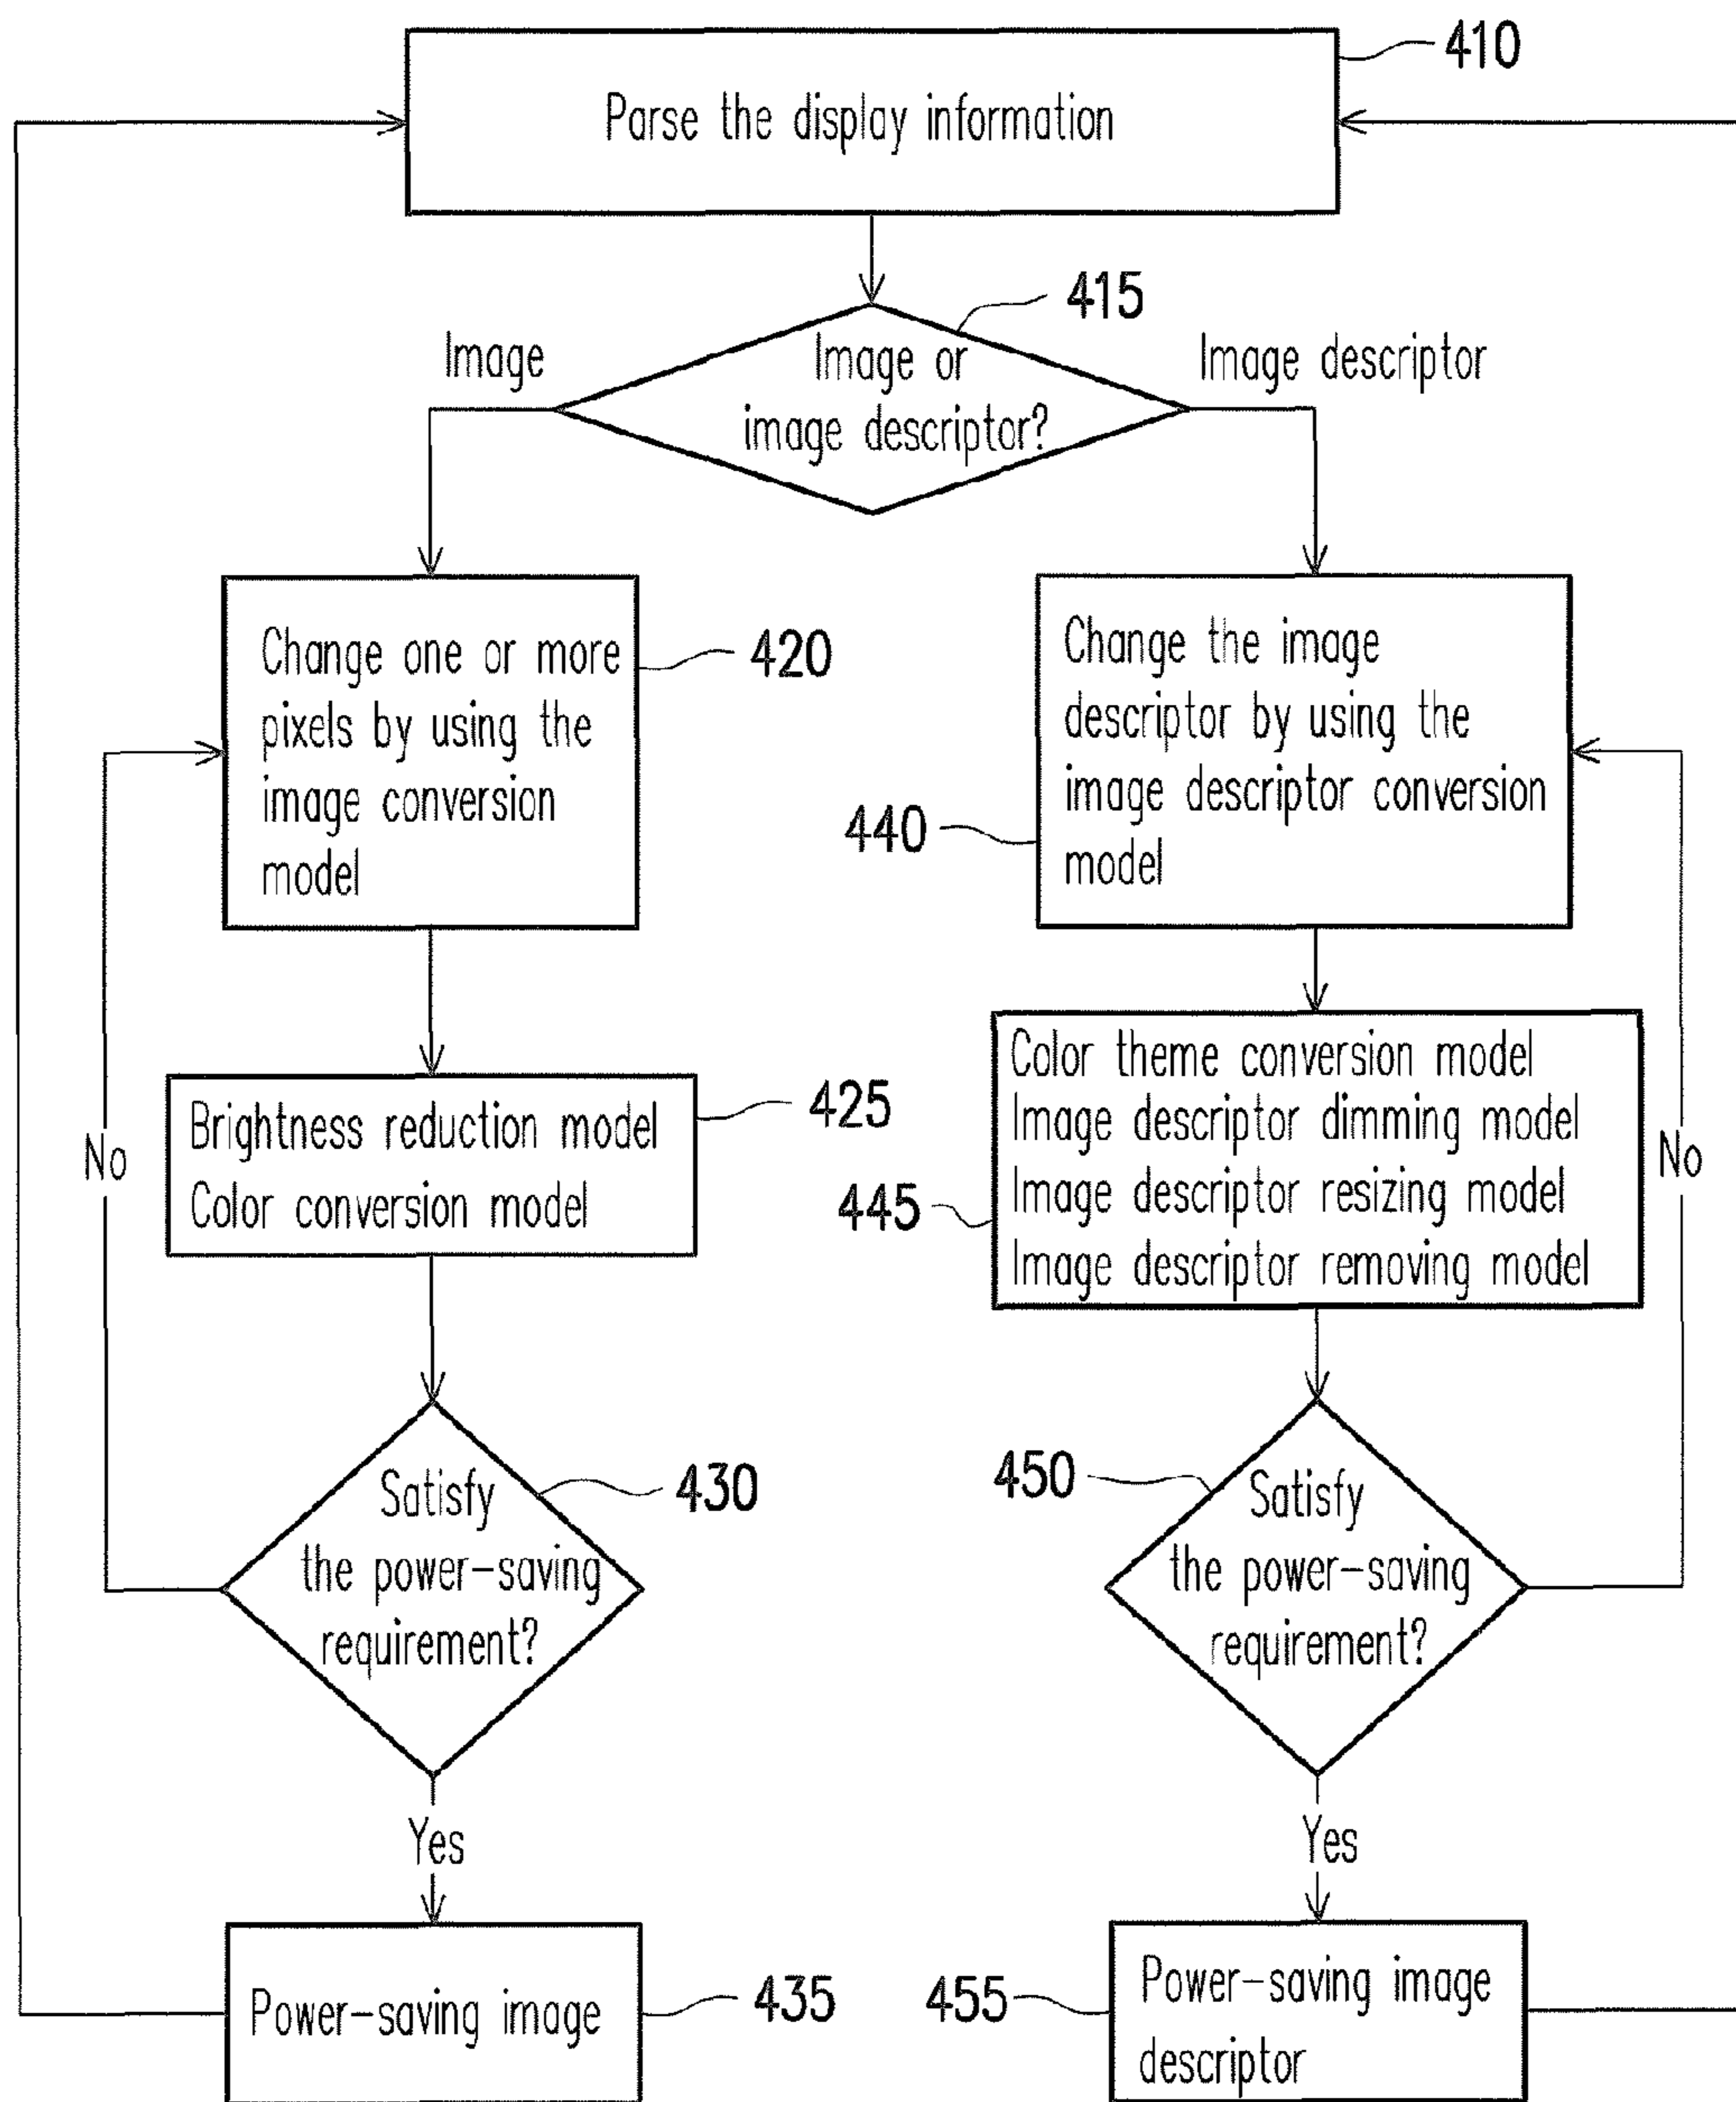 410
Parse the display information
415
Image
Image or
image descriptor?
Image descriptor
Change one or more
pixels by using the
image conversion
model
420
Change the image
descriptor by using the
image descriptor conversion
model
440
Brightness reduction model
Color conversion model
425
Color theme conversion model
Image descriptor dimming model
Image descriptor resizing model
Image descriptor removing model
445
No
No
Satisfy
the power-saving
requirement?
430
Satisfy
the power-saving
requirement?
450
Yes
Yes
Power-saving image
435
Power-saving image
descriptor
455